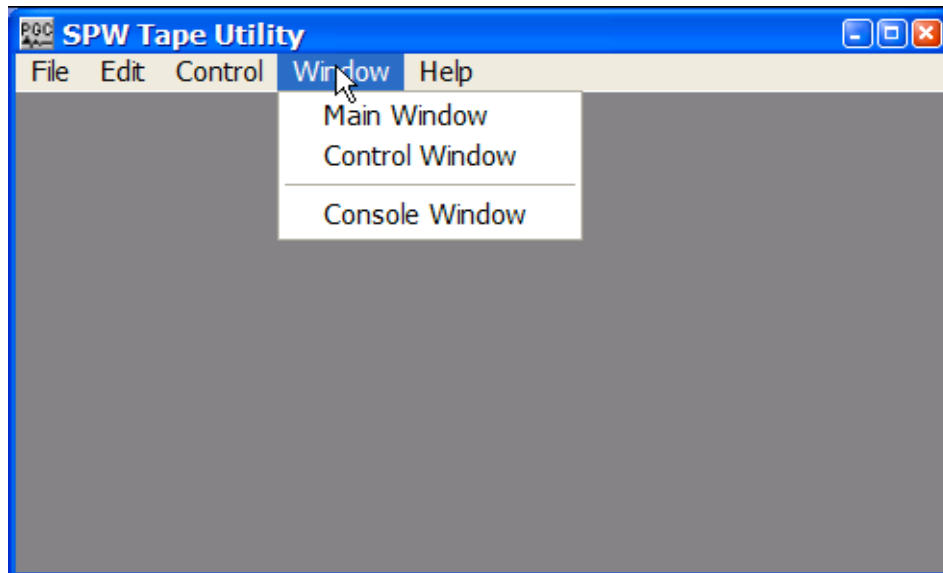 SPW Tape Utility
File Edit Control Window Help
Main Window
Control Window
Console Window